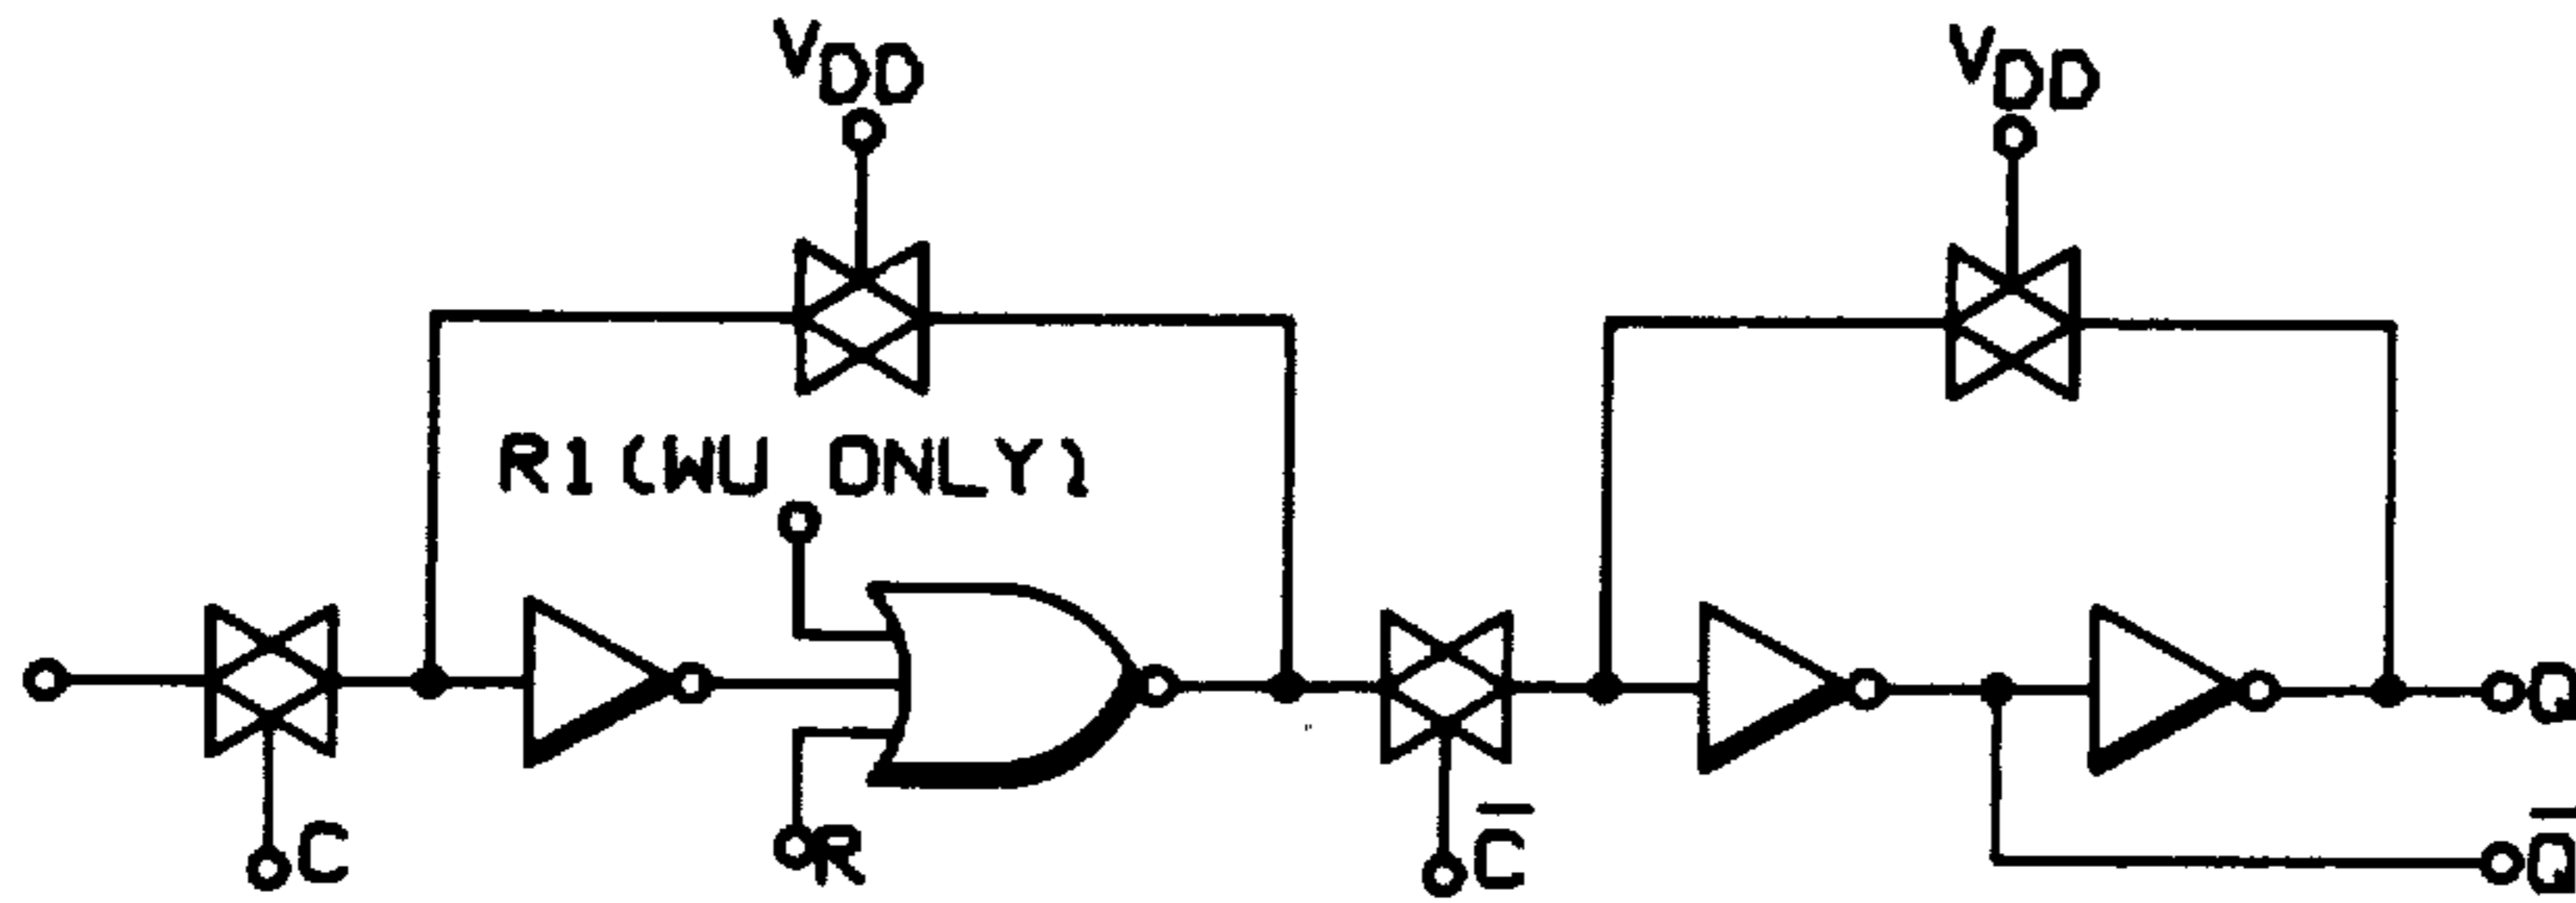 VDD
VDD
R1(WU ONLY)
Q
C
R
C̅
Q̅